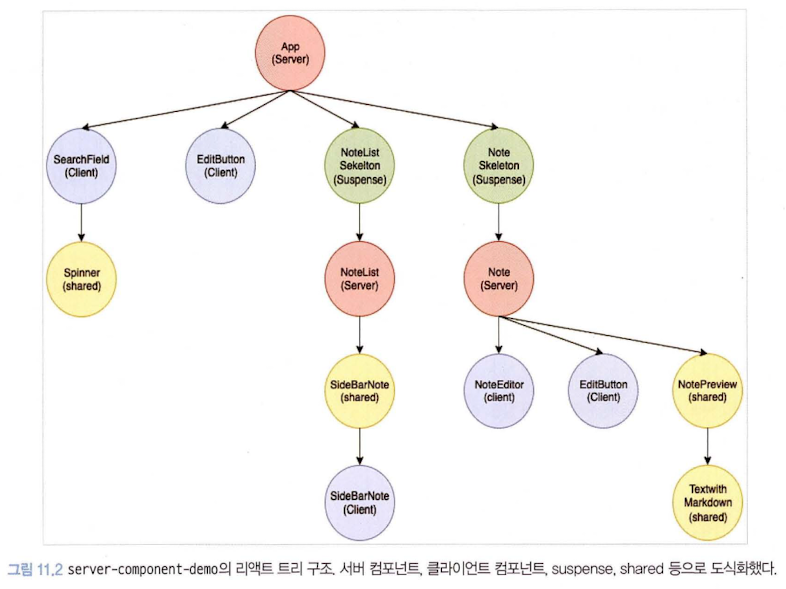 App
(Server)
SearchField
(Client)
EditButton
(Client)
NoteList
Sekelton
(Suspense)
Note
Skeleton
(Suspense)
Spinner
(shared)
NoteList
(Server)
Note
(Server)
SideBarNote
(shared)
NoteEditor
(client)
EditButton
(Client)
NotePreview
(shared)
SideBarNote
(Client)
Textwith
Markdown
(shared)
그림 11.2 server-component-demo의 리액트 트리 구조. 서버 컴포넌트, 클라이언트 컴포넌트, suspense, shared 등으로 도식화했다.